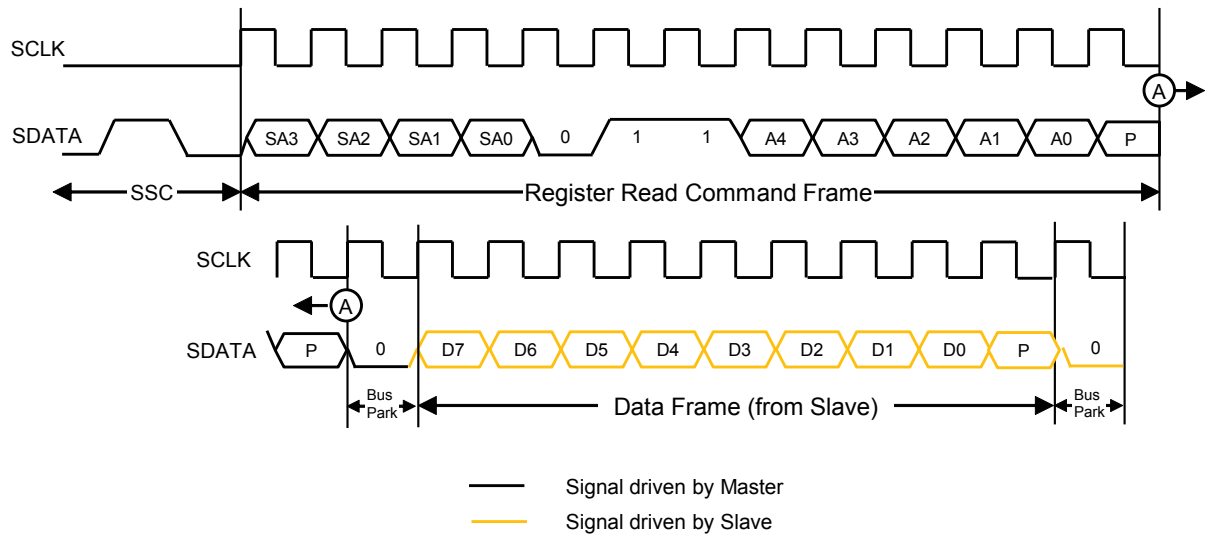 SCLK
A
SDATA SA3 SA2 SA1 SA0 0 1 1 A4 A3 A2 A1 A0 P
SSC Register Read Command Frame
SCLK
A
SDATA P 0 D7 D6 D5 D4 D3 D2 D1 D0 P 0
Bus Park Data Frame (from Slave) Bus Park
Signal driven by Master
Signal driven by Slave